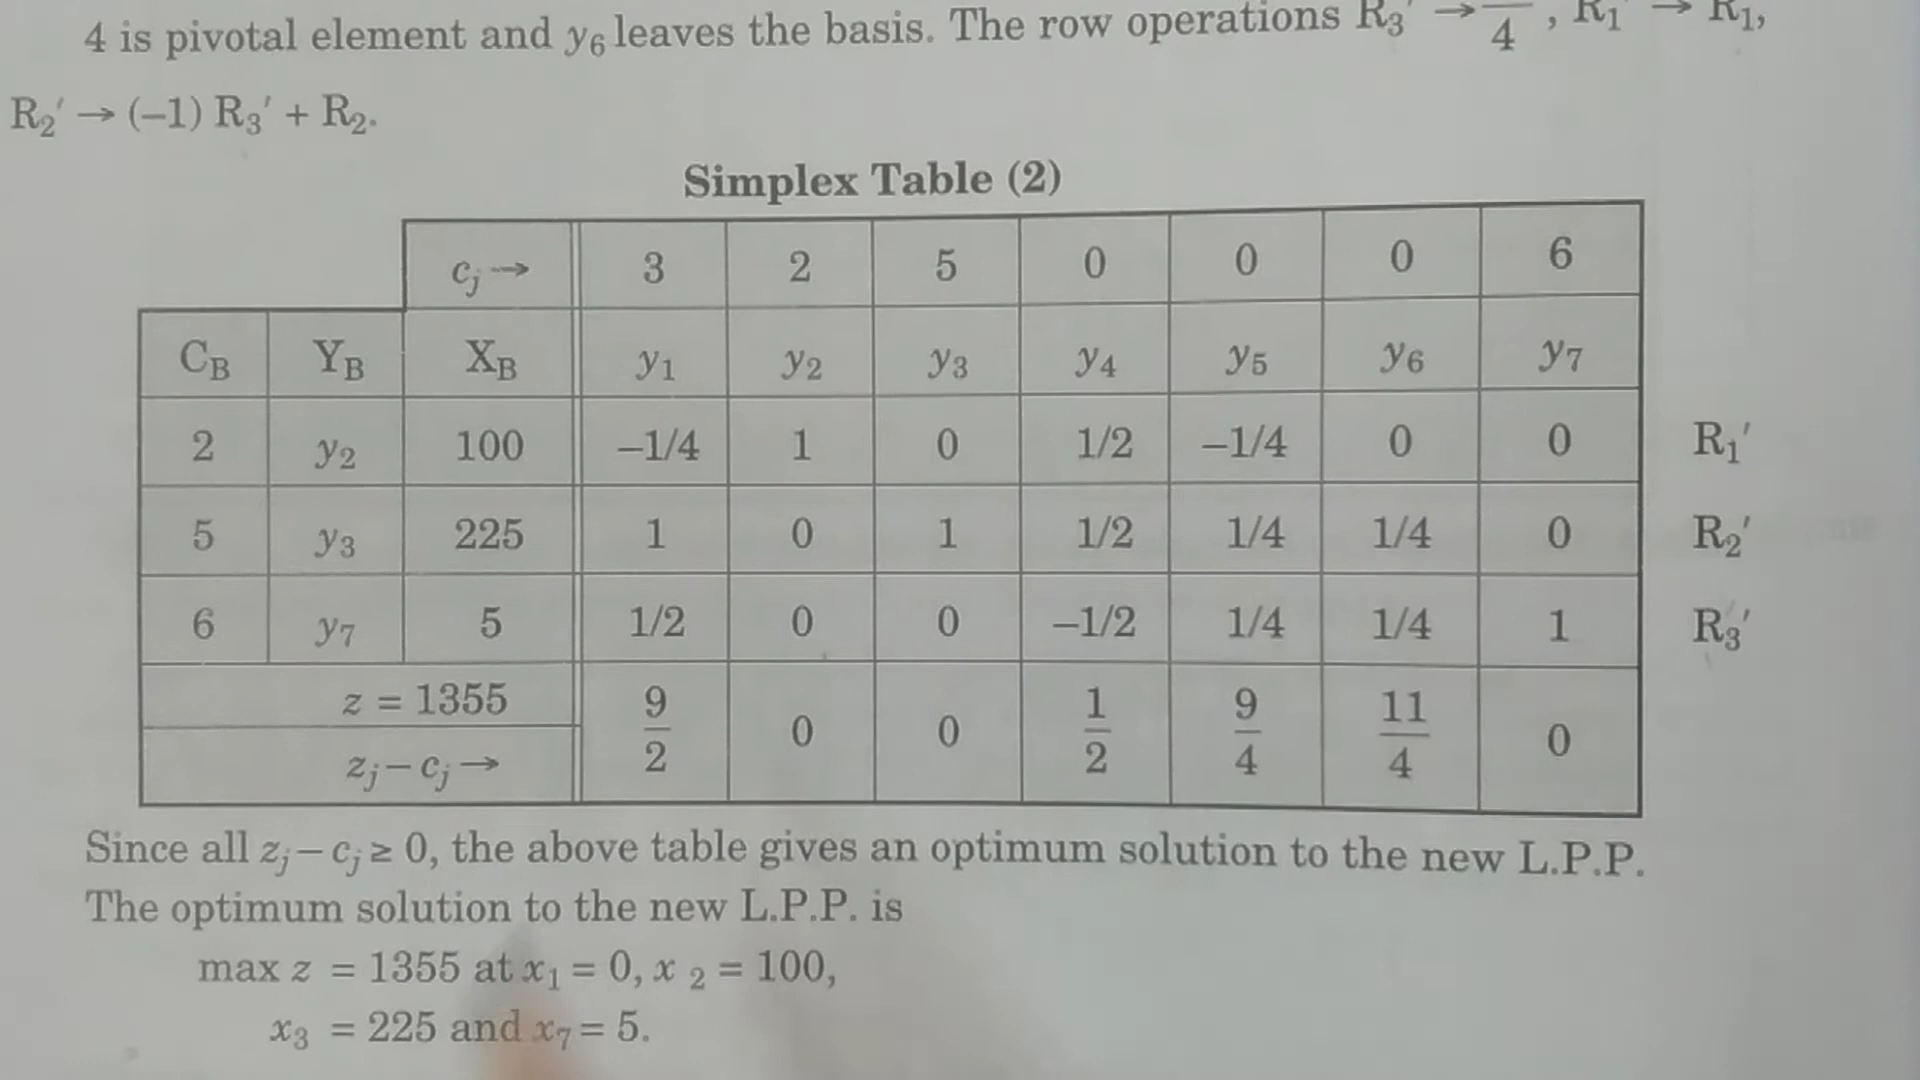 4 is pivotal element and y₆ leaves the basis. The row operations R₃′ → /4 , R₁′ → R₁,
R₂′ → (–1) R₃′ + R₂.
Simplex Table (2)
cⱼ → 3 2 5 0 0 0 6
C_B Y_B X_B y₁ y₂ y₃ y₄ y₅ y₆ y₇
2 y₂ 100 –1/4 1 0 1/2 –1/4 0 0 R₁′
5 y₃ 225 1 0 1 1/2 1/4 1/4 0 R₂′
6 y₇ 5 1/2 0 0 –1/2 1/4 1/4 1 R₃′
z = 1355
zⱼ – cⱼ → 9/2 0 0 1/2 9/4 11/4 0
Since all zⱼ – cⱼ ≥ 0, the above table gives an optimum solution to the new L.P.P.
The optimum solution to the new L.P.P. is
max z = 1355 at x₁ = 0, x ₂ = 100,
x₃ = 225 and x₇ = 5.